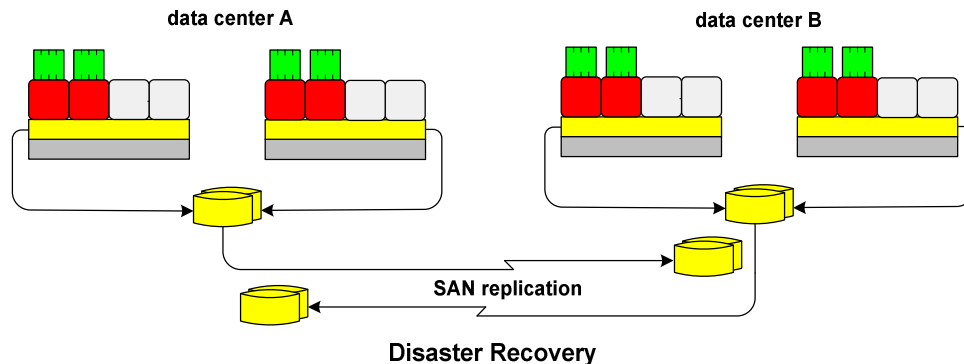 data center A
data center B
SAN replication
Disaster Recovery